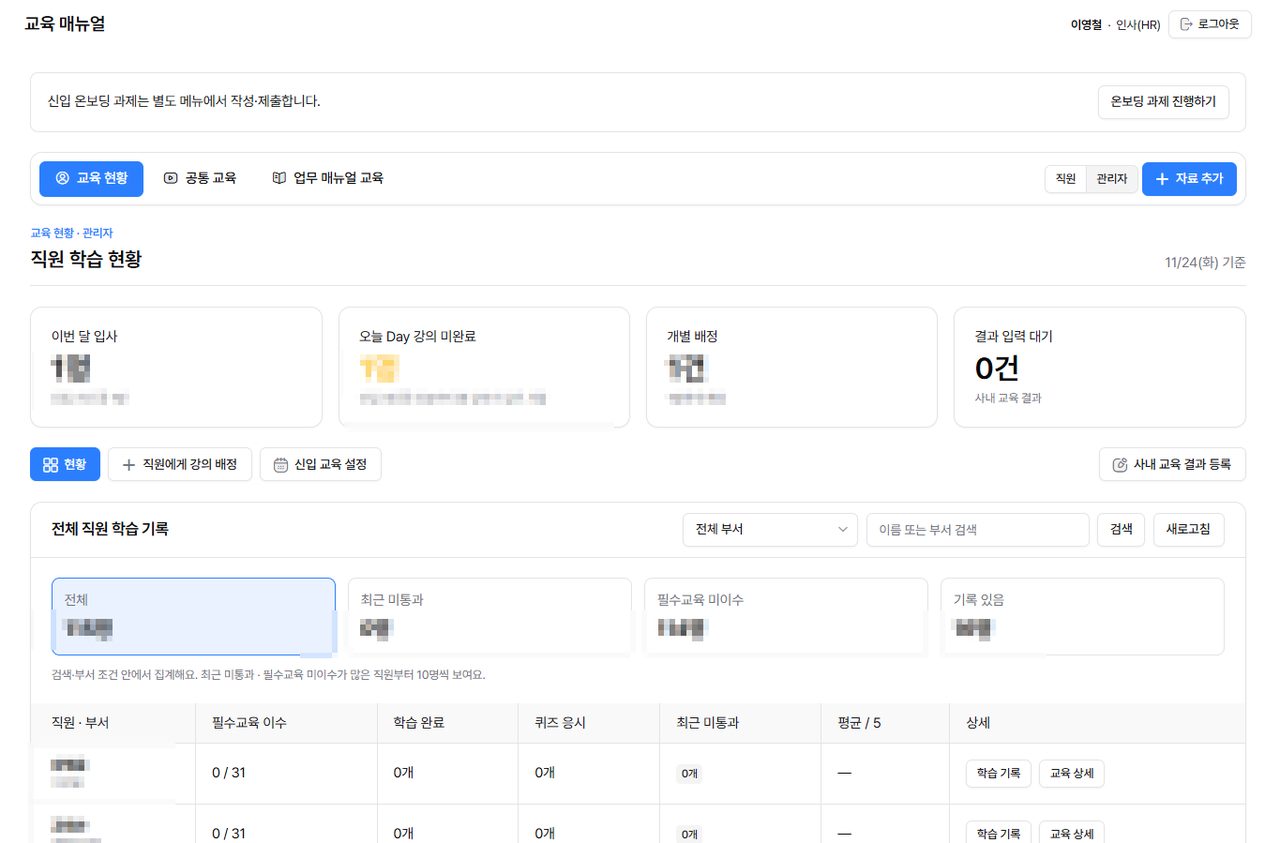 교육 매뉴얼
이영철 · 인사(HR) 로그아웃
신입 온보딩 과제는 별도 메뉴에서 작성·제출합니다. 온보딩 과제 진행하기
교육 현황 공통 교육 업무 매뉴얼 교육 직원 관리자 + 자료 추가
교육 현황 · 관리자
직원 학습 현황 11/24(화) 기준
이번 달 입사 오늘 Day 강의 미완료 개별 배정 결과 입력 대기
0건
사내 교육 결과
현황 + 직원에게 강의 배정 신입 교육 설정 사내 교육 결과 등록
전체 직원 학습 기록 전체 부서 이름 또는 부서 검색 검색 새로고침
전체 최근 미통과 필수교육 미이수 기록 있음
검색·부서 조건 안에서 집계해요. 최근 미통과 · 필수교육 미이수가 많은 직원부터 10명씩 보여요.
직원 · 부서 필수교육 이수 학습 완료 퀴즈 응시 최근 미통과 평균 / 5 상세
0 / 31 0개 0개 0개 — 학습 기록 교육 상세
0 / 31 0개 0개 0개 — 학습 기록 교육 상세